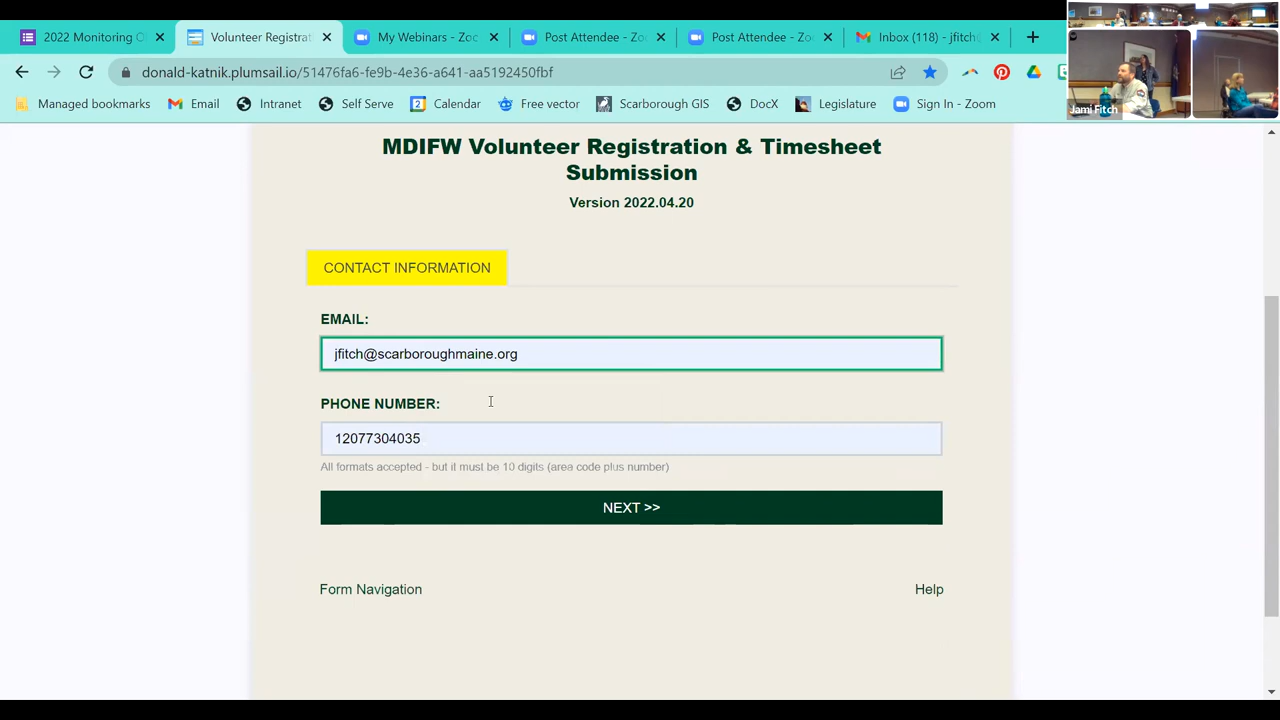 2022 Monitoring C
Volunteer Registrat
My Webinars - Zoo
Post Attendee - Zoo
Post Attendee - Zoo
Inbox (118) - jfitch@
donald-katnik.plumsail.io/51476fa6-fe9b-4e36-a641-aa5192450fbf
Managed bookmarks
Email
Intranet
Self Serve
Calendar
Free vector
Scarborough GIS
DocX
Legislature
Sign In - Zoom
Jami Fitch
MDIFW Volunteer Registration & Timesheet
Submission
Version 2022.04.20
CONTACT INFORMATION
EMAIL:
jfitch@scarboroughmaine.org
PHONE NUMBER:
12077304035
All formats accepted - but it must be 10 digits (area code plus number)
NEXT >>
Form Navigation
Help